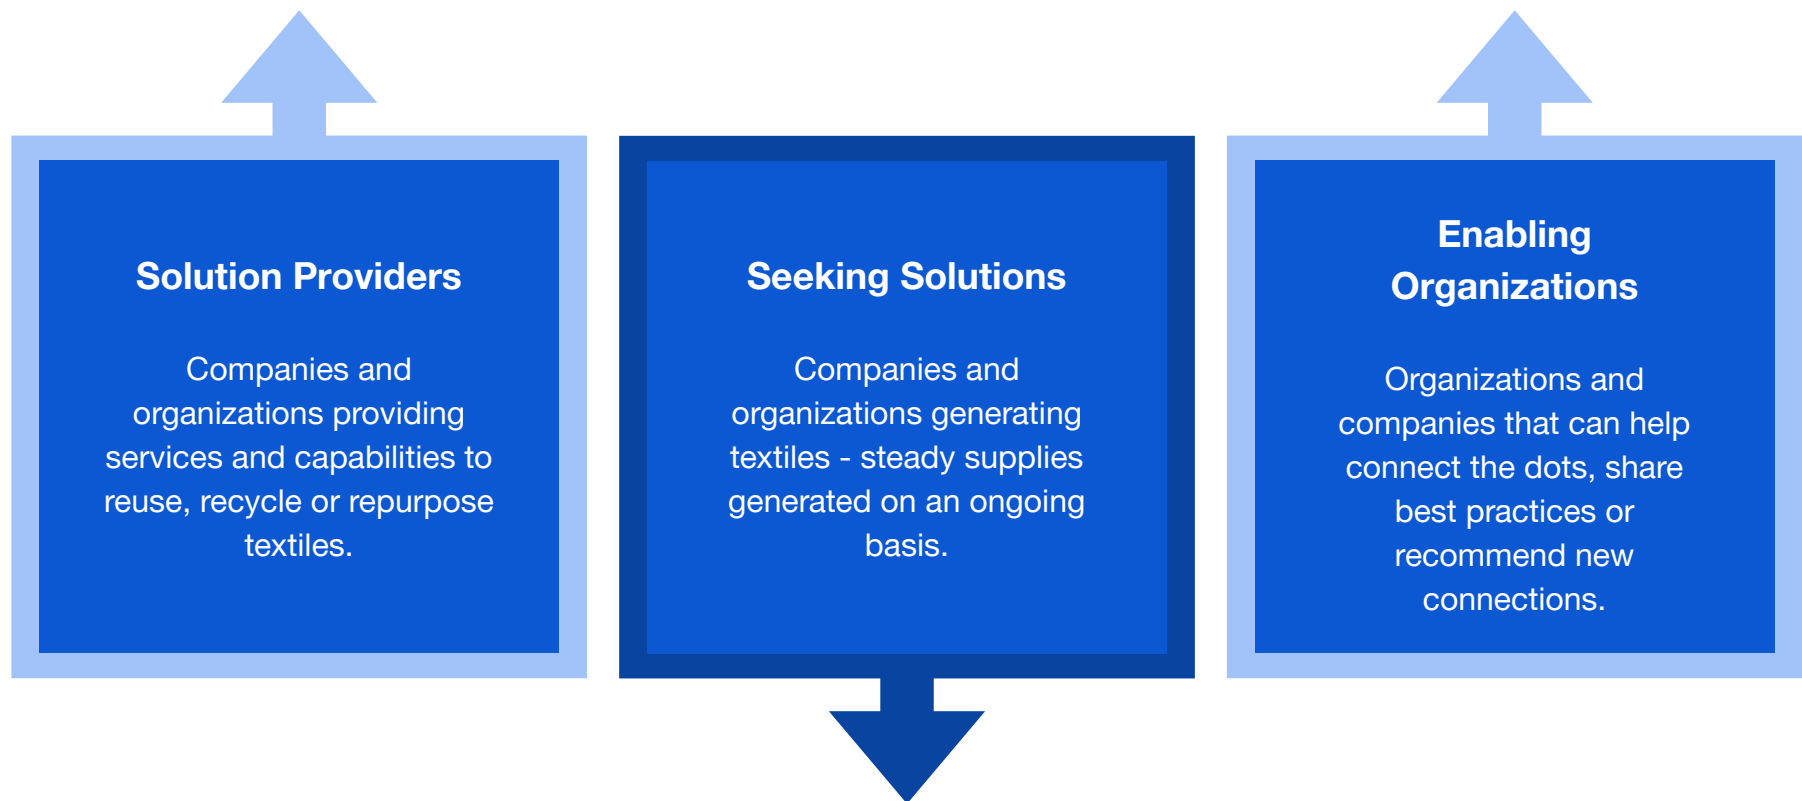 Solution Providers
Companies and
organizations providing
services and capabilities to
reuse, recycle or repurpose
textiles.
Seeking Solutions
Companies and
organizations generating
textiles - steady supplies
generated on an ongoing
basis.
Enabling
Organizations
Organizations and
companies that can help
connect the dots, share
best practices or
recommend new
connections.